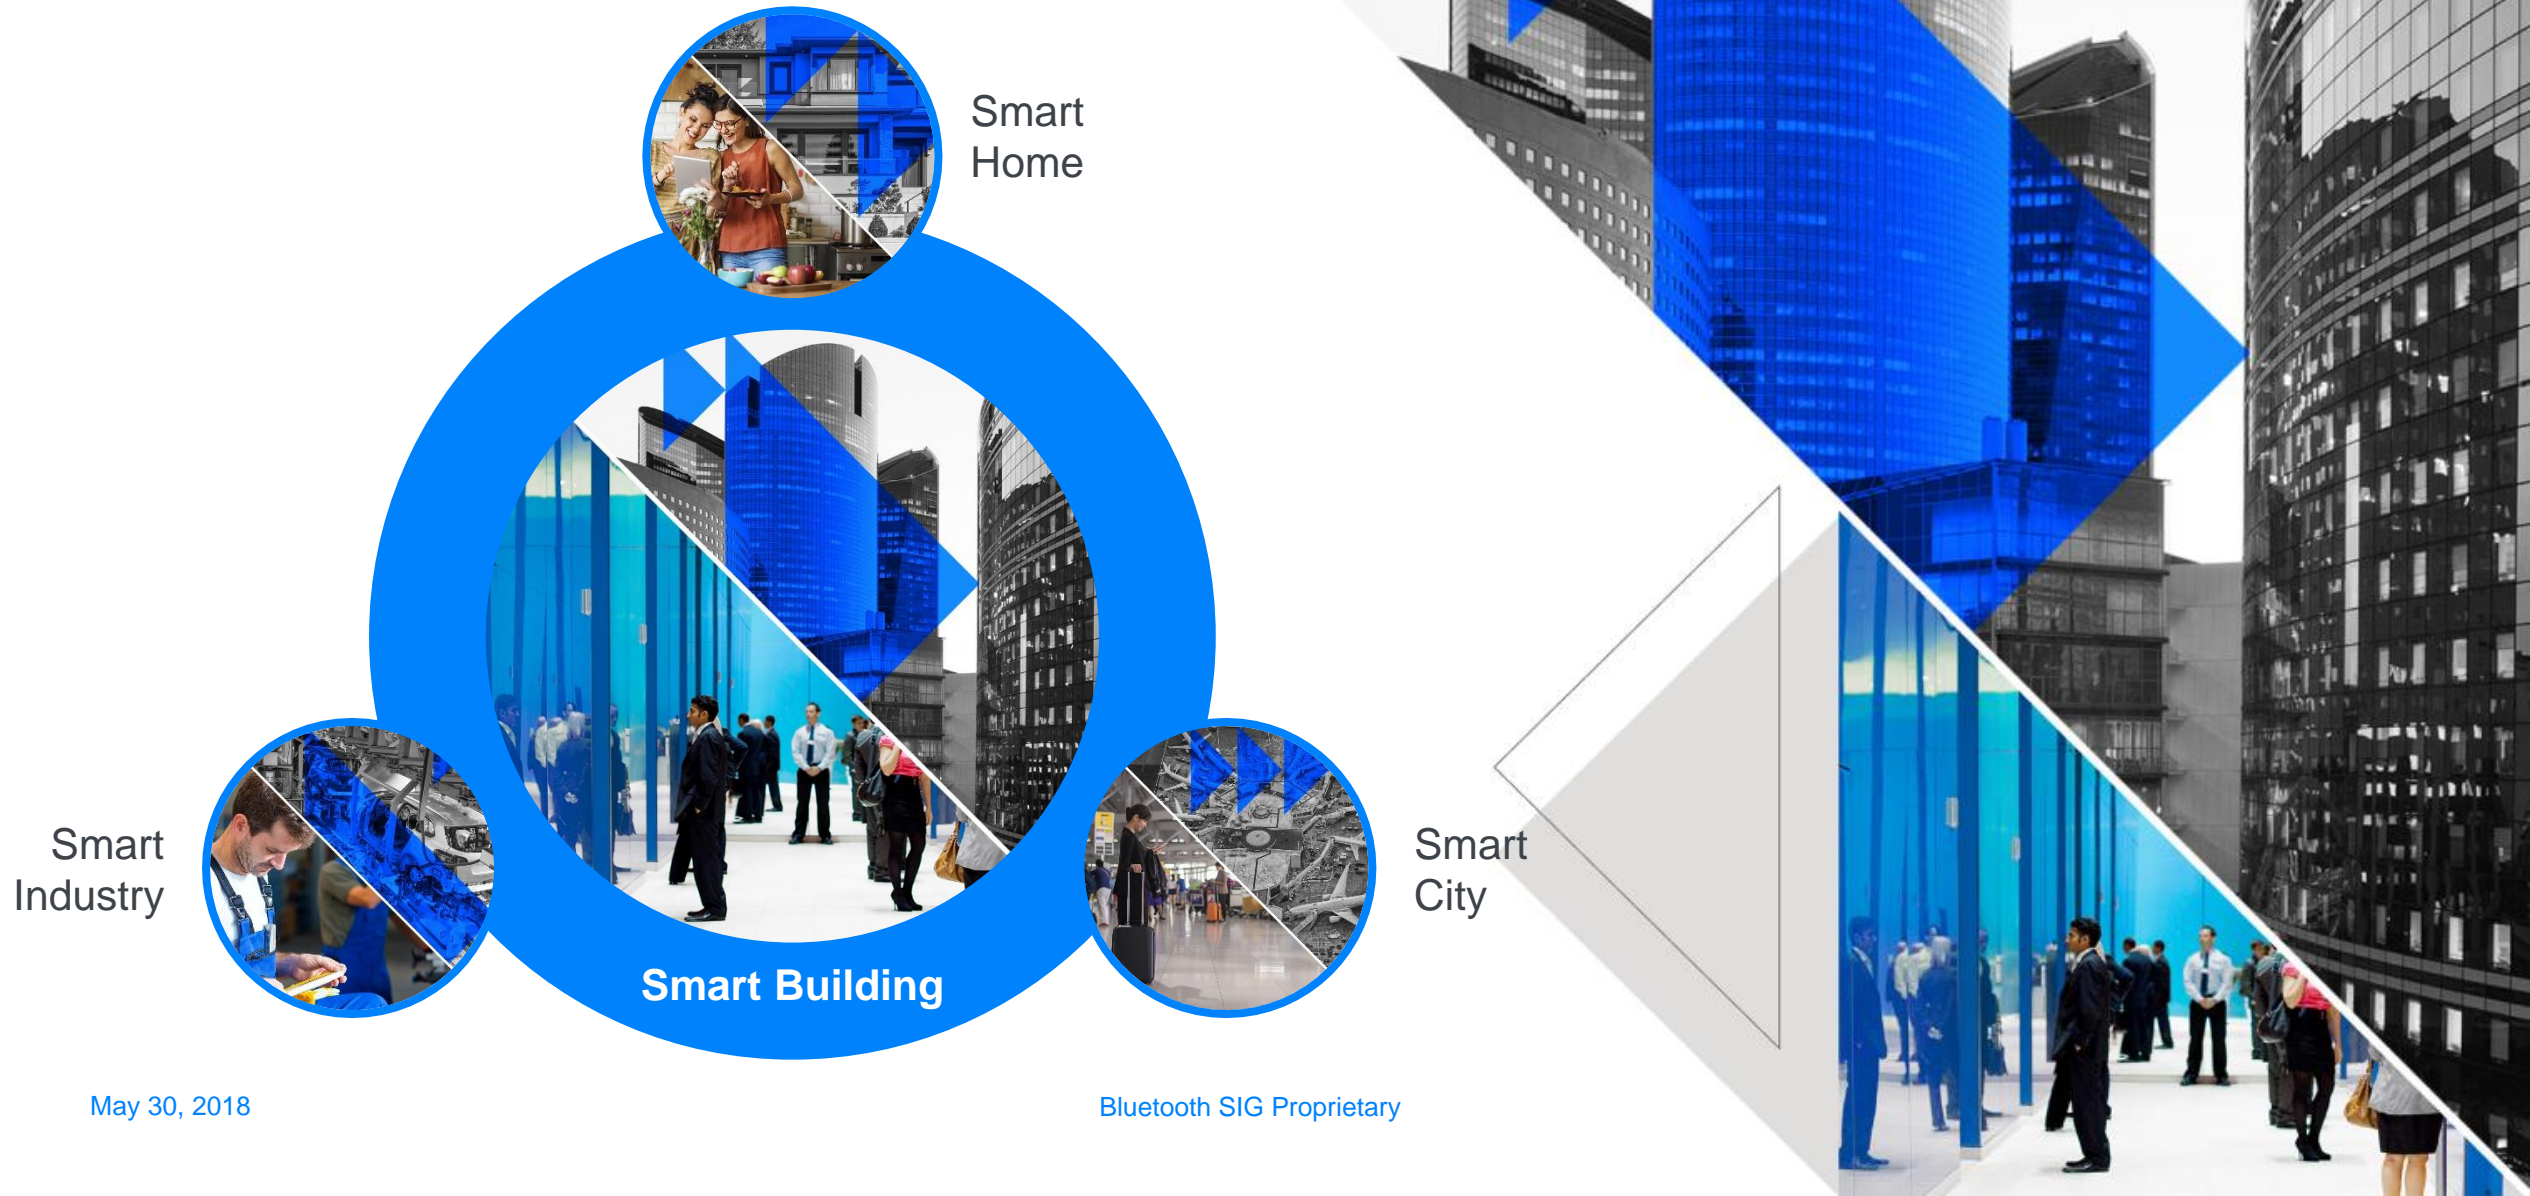 Smart
Home
Smart
Industry
Smart
City
Smart Building
May 30, 2018
Bluetooth SIG Proprietary